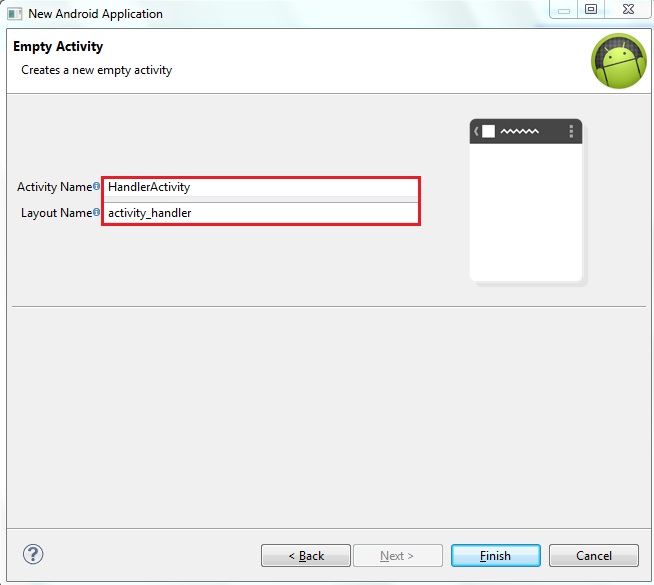 New Android Application
Empty Activity
Creates a new empty activity
Activity Name HandlerActivity
Layout Name activity_handler
? < Back Next > Finish Cancel